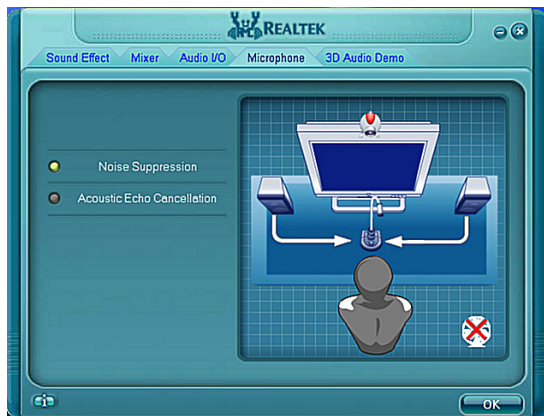 REALTEK
Sound Effect Mixer Audio I/O Microphone 3D Audio Demo
Noise Suppression
Acoustic Echo Cancellation
OK